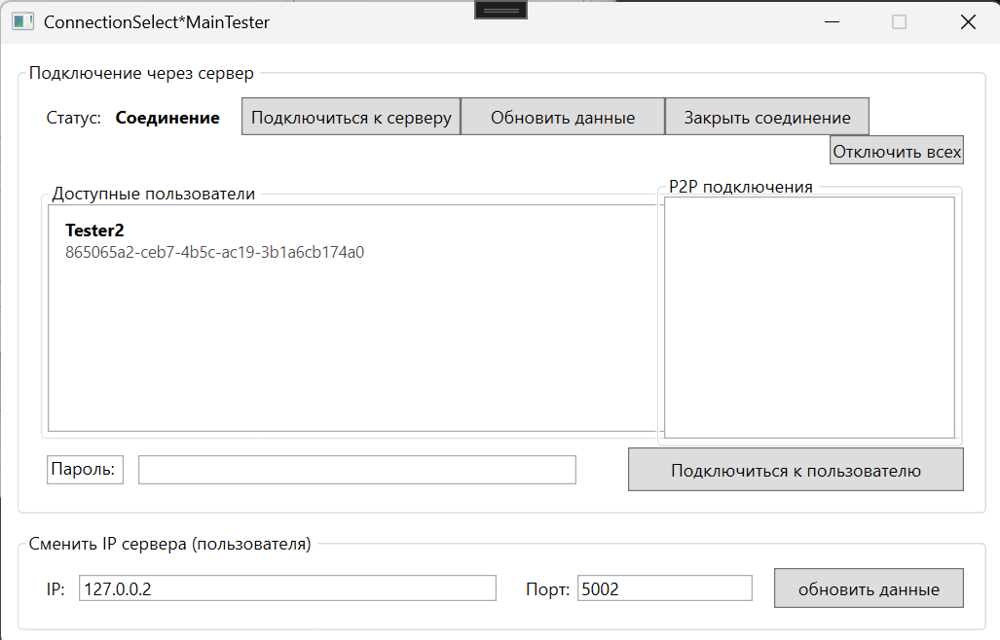 ConnectionSelect*MainTester
Подключение через сервер
Статус: Соединение Подключиться к серверу Обновить данные Закрыть соединение
Отключить всех
Доступные пользователи P2P подключения
Tester2
865065a2-ceb7-4b5c-ac19-3b1a6cb174a0
Пароль: Подключиться к пользователю
Сменить IP сервера (пользователя)
IP: 127.0.0.2 Порт: 5002 обновить данные